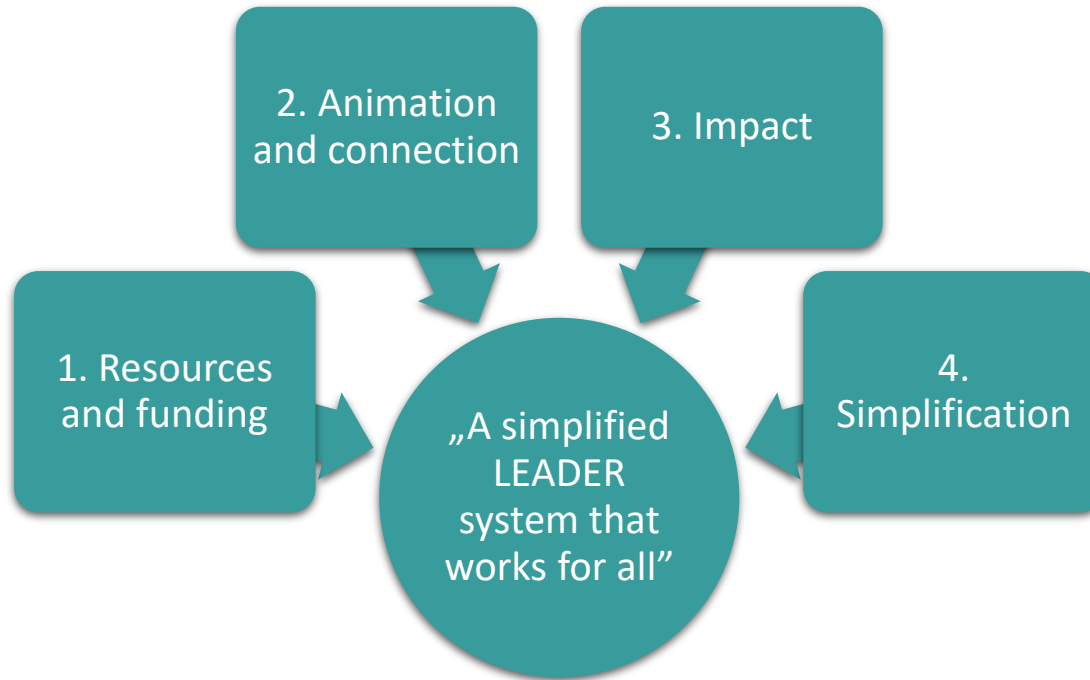 1. Resources
and funding
2. Animation
and connection
3. Impact
4.
Simplification
„A simplified
LEADER
system that
works for all”